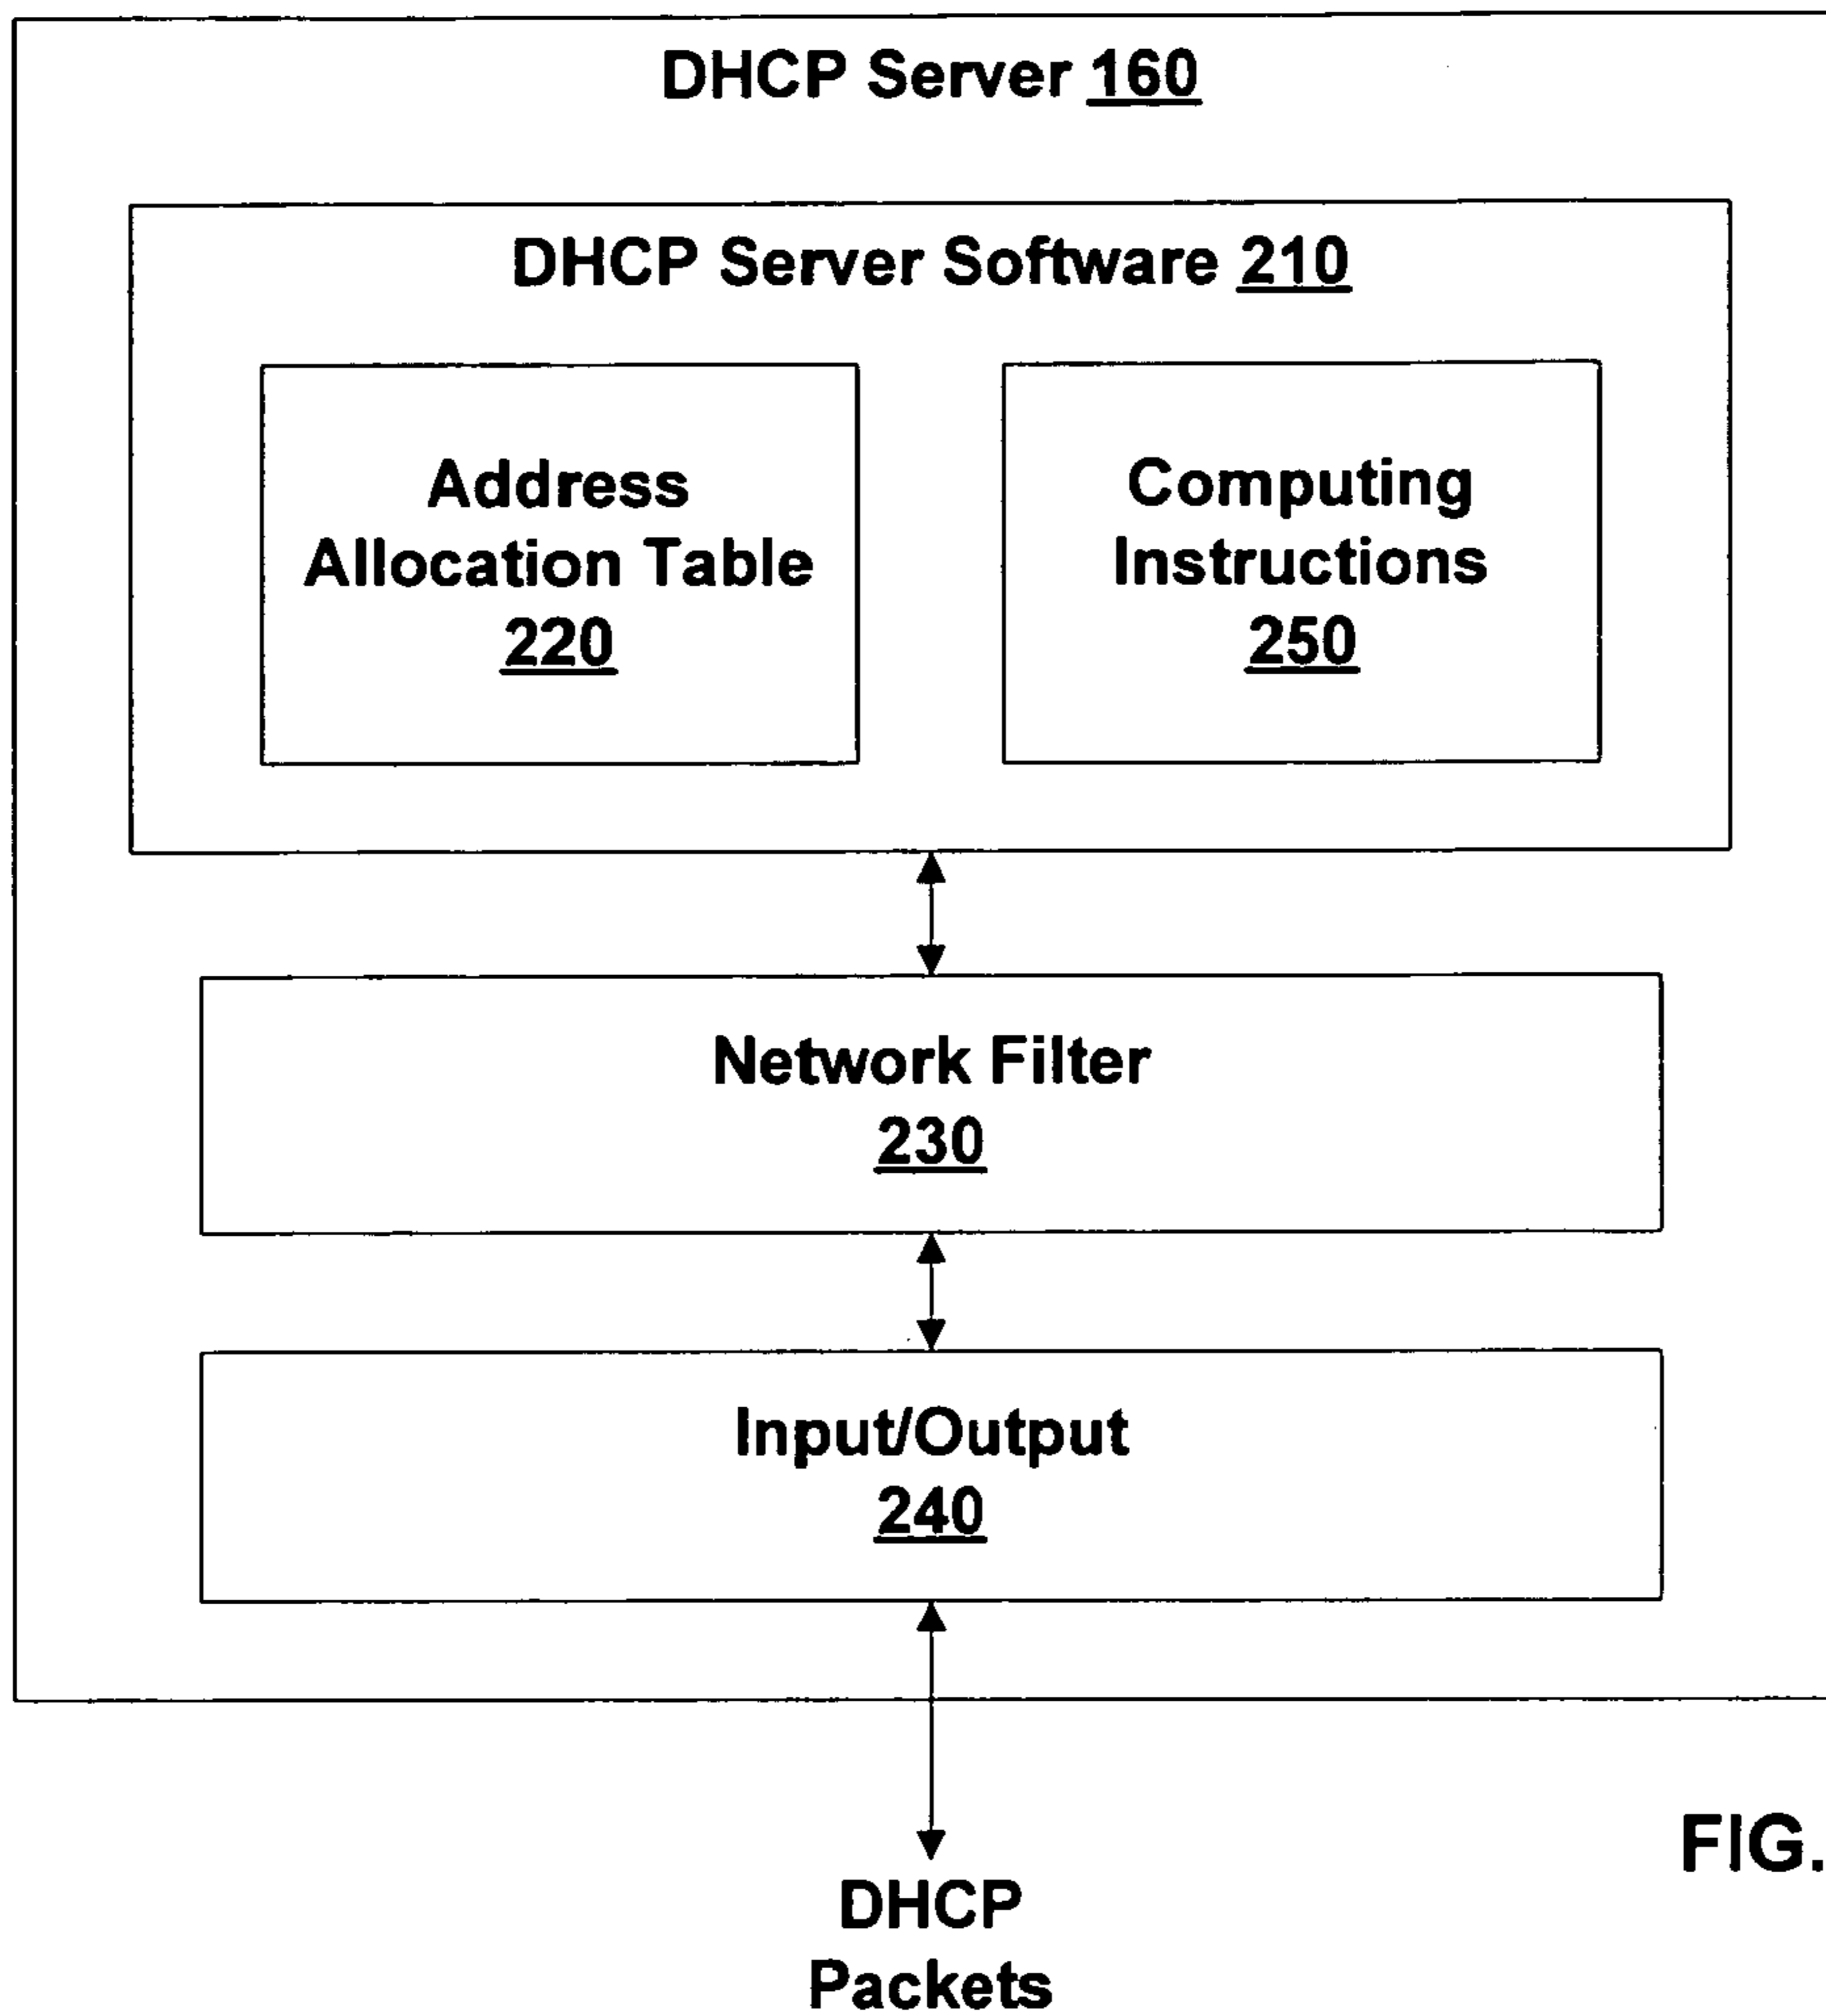 DHCP Server 160
DHCP Server Software 210
Address
Allocation Table
220
Computing
Instructions
250
Network Filter
230
Input/Output
240
DHCP
Packets
FIG.